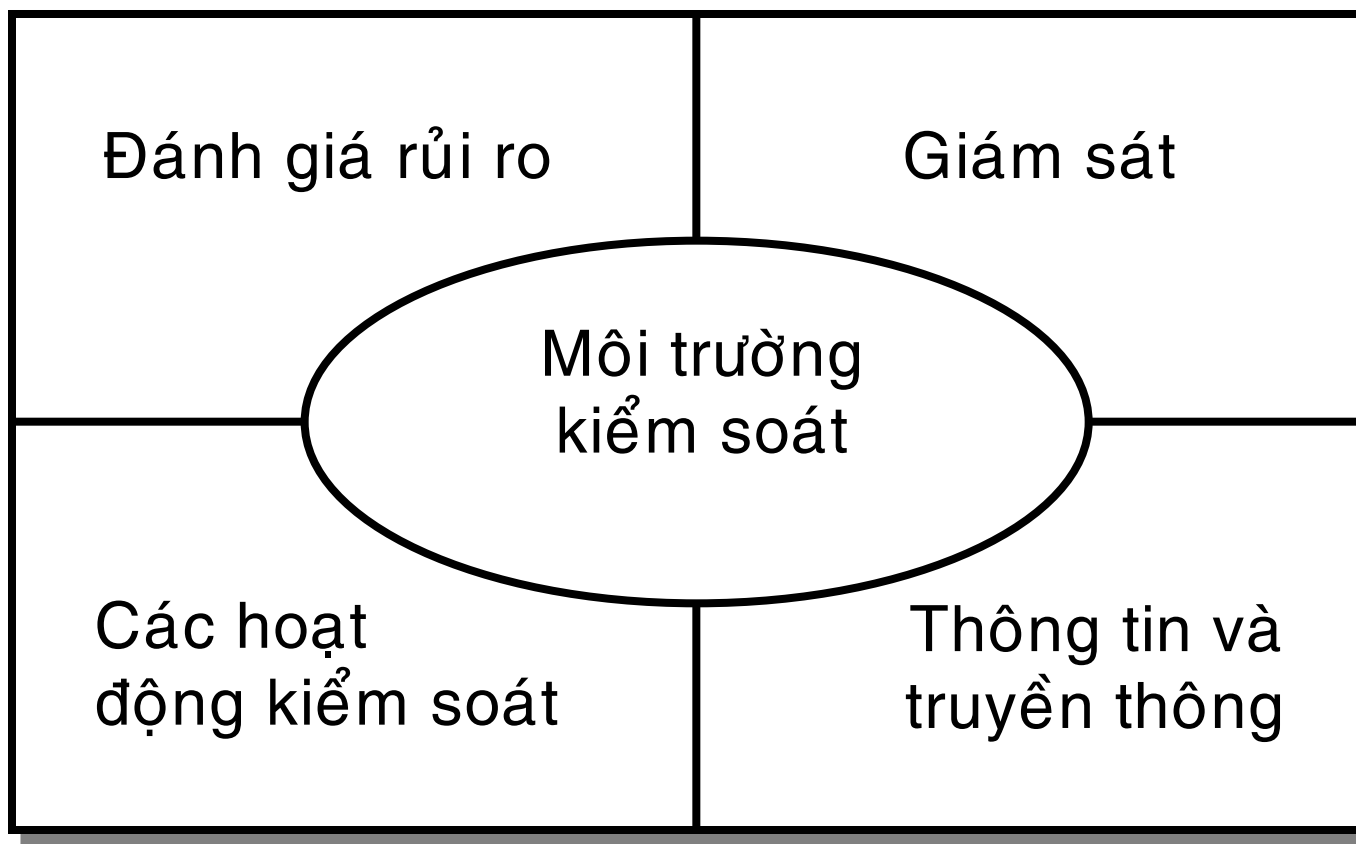 Đánh giá rủi ro
Giám sát
Môi trường
kiểm soát
Các hoạt
động kiểm soát
Thông tin và
truyền thông